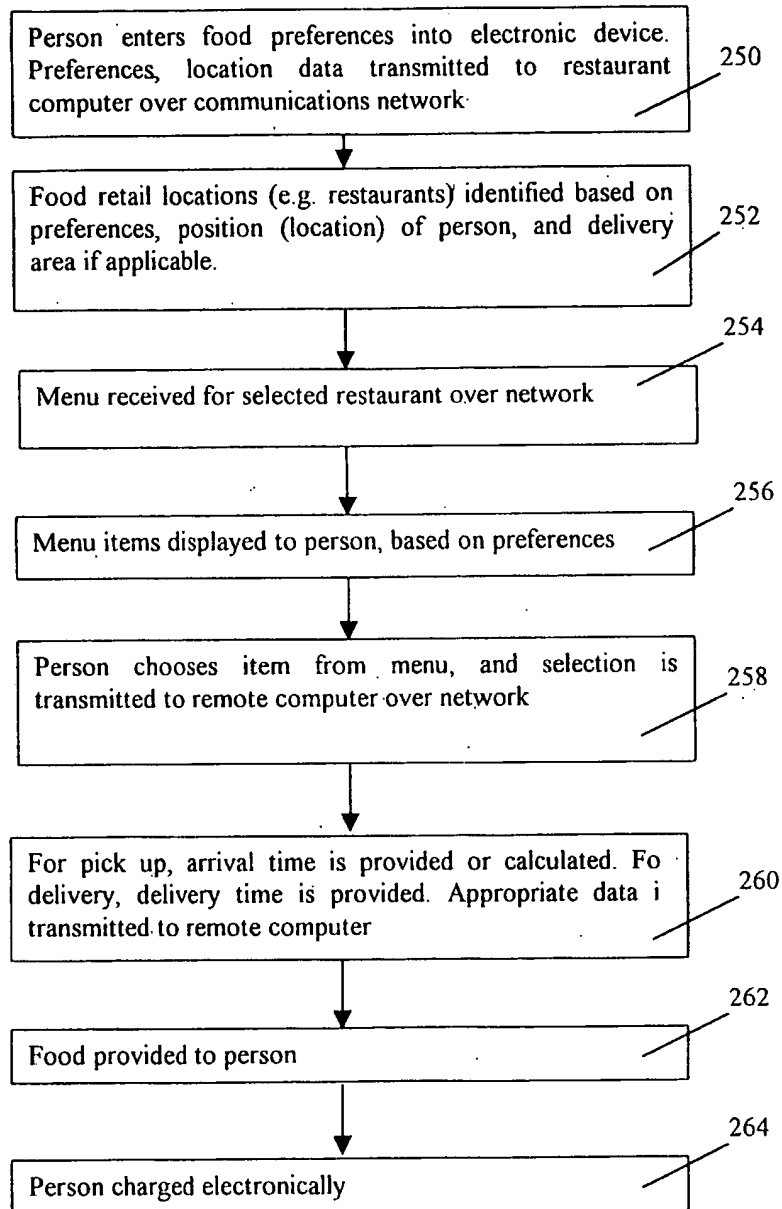 Person enters food preferences into electronic device.
Preferences, location data transmitted to restaurant
computer over communications network
250
Food retail locations (e.g. restaurants) identified based on
preferences, position (location) of person, and delivery
area if applicable.
252
254
Menu received for selected restaurant over network
256
Menu items displayed to person, based on preferences
Person chooses item from menu, and selection is
transmitted to remote computer over network
258
For pick up, arrival time is provided or calculated. Fo
delivery, delivery time is provided. Appropriate data i
transmitted to remote computer
260
262
Food provided to person
264
Person charged electronically